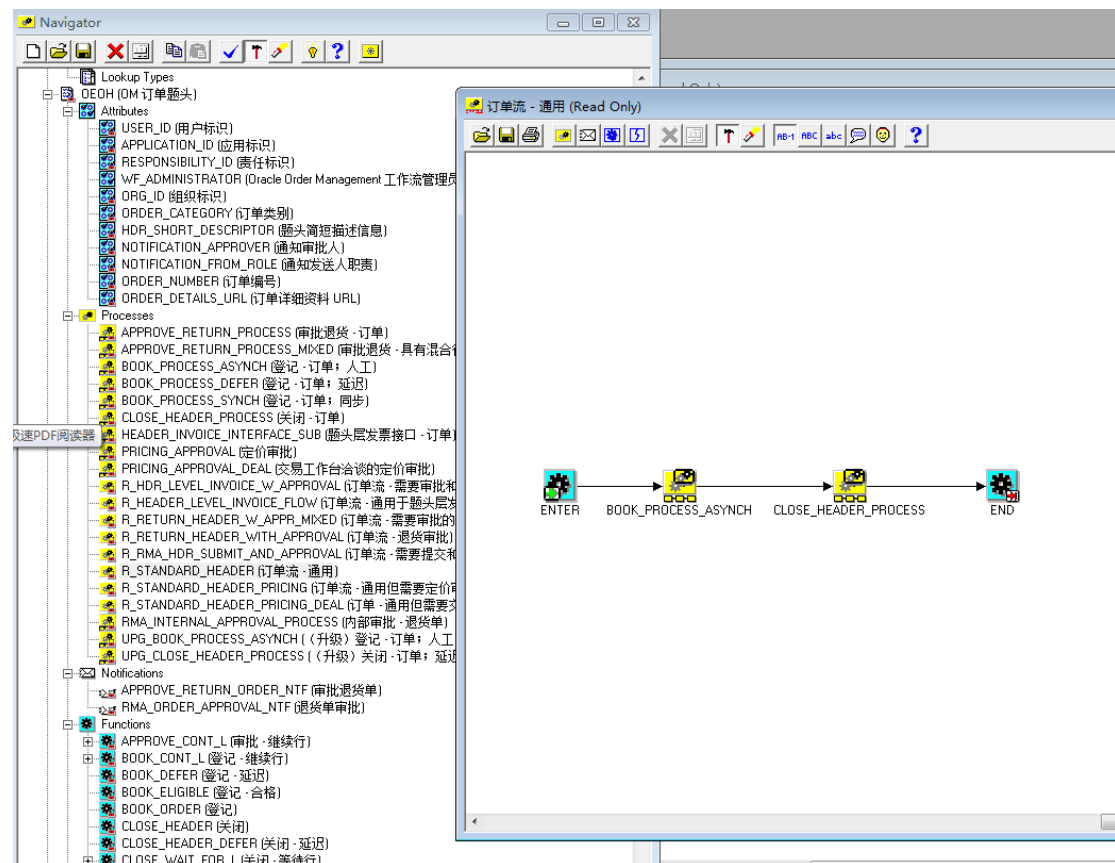 Navigator
Lookup Types
OEOH (OM 订单题头)
Attributes
USER_ID (用户标识)
APPLICATION_ID (应用标识)
RESPONSIBILITY_ID (责任标识)
WF_ADMINISTRATOR (Oracle Order Management 工作流管理员
ORG_ID (组织标识)
ORDER_CATEGORY (订单类别)
HDR_SHORT_DESCRIPTOR (题头简短描述信息)
NOTIFICATION_APPROVER (通知审批人)
NOTIFICATION_FROM_ROLE (通知发送人职责)
ORDER_NUMBER (订单编号)
ORDER_DETAILS_URL (订单详细资料 URL)
Processes
APPROVE_RETURN_PROCESS (审批退货 - 订单)
APPROVE_RETURN_PROCESS_MIXED (审批退货 - 具有混合
BOOK_PROCESS_ASYNCH (登记 - 订单；人工)
BOOK_PROCESS_DEFER (登记 - 订单；延迟)
BOOK_PROCESS_SYNCH (登记 - 订单；同步)
CLOSE_HEADER_PROCESS (关闭 - 订单)
极速PDF阅读器
HEADER_INVOICE_INTERFACE_SUB (题头层发票接口 - 订单)
PRICING_APPROVAL (定价审批)
PRICING_APPROVAL_DEAL (交易工作台洽谈的定价审批)
R_HDR_LEVEL_INVOICE_W_APPROVAL (订单流 - 需要审批和
R_HEADER_LEVEL_INVOICE_FLOW (订单流 - 通用于题头层发
R_RETURN_HEADER_W_APPR_MIXED (订单流 - 需要审批的
R_RETURN_HEADER_WITH_APPROVAL (订单流 - 退货审批)
R_RMA_HDR_SUBMIT_AND_APPROVAL (订单流 - 需要提交和
R_STANDARD_HEADER (订单流 - 通用)
R_STANDARD_HEADER_PRICING (订单流 - 通用但需要定价审
R_STANDARD_HEADER_PRICING_DEAL (订单 - 通用但需要交
RMA_INTERNAL_APPROVAL_PROCESS (内部审批 - 退货单)
UPG_BOOK_PROCESS_ASYNCH (（升级）登记 - 订单；人工
UPG_CLOSE_HEADER_PROCESS (（升级）关闭 - 订单；延迟
Notifications
APPROVE_RETURN_ORDER_NTF (审批退货单)
RMA_ORDER_APPROVAL_NTF (退货单审批)
Functions
APPROVE_CONT_L (审批 - 继续行)
BOOK_CONT_L (登记 - 继续行)
BOOK_DEFER (登记 - 延迟)
BOOK_ELIGIBLE (登记 - 合格)
BOOK_ORDER (登记)
CLOSE_HEADER (关闭)
CLOSE_HEADER_DEFER (关闭 - 延迟)
CLOSE_WAIT_FOR_L (关闭 - 等待行)
订单流 - 通用 (Read Only)
AB-1 ABC abc
ENTER
BOOK_PROCESS_ASYNCH
CLOSE_HEADER_PROCESS
END